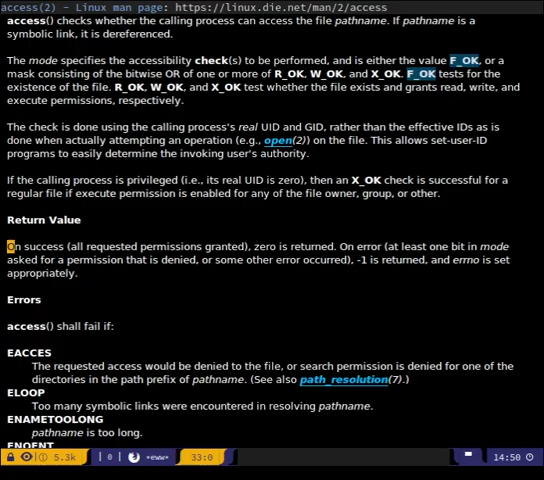 access(2) - Linux man page: https://linux.die.net/man/2/access
access() checks whether the calling process can access the file pathname. If pathname is a
symbolic link, it is dereferenced.
The mode specifies the accessibility check(s) to be performed, and is either the value F_OK, or a
mask consisting of the bitwise OR of one or more of R_OK, W_OK, and X_OK. F_OK tests for the
existence of the file. R_OK, W_OK, and X_OK test whether the file exists and grants read, write, and
execute permissions, respectively.
The check is done using the calling process's real UID and GID, rather than the effective IDs as is
done when actually attempting an operation (e.g., open(2)) on the file. This allows set-user-ID
programs to easily determine the invoking user's authority.
If the calling process is privileged (i.e., its real UID is zero), then an X_OK check is successful for a
regular file if execute permission is enabled for any of the file owner, group, or other.
Return Value
On success (all requested permissions granted), zero is returned. On error (at least one bit in mode
asked for a permission that is denied, or some other error occurred), -1 is returned, and errno is set
appropriately.
Errors
access() shall fail if:
EACCES
The requested access would be denied to the file, or search permission is denied for one of the
directories in the path prefix of pathname. (See also path_resolution(7).)
ELOOP
Too many symbolic links were encountered in resolving pathname.
ENAMETOOLONG
pathname is too long.
ENOENT
5.3k | 0 | *eww* 33:0 14:50